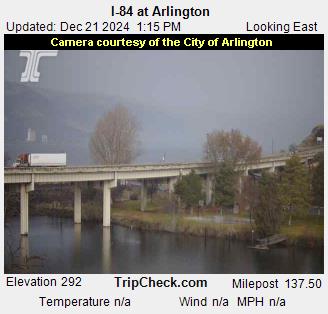 I-84 at Arlington
Updated: Dec 21 2024 1:15 PM Looking East
Camera courtesy of the City of Arlington
Elevation 292 TripCheck.com Milepost 137.50
Temperature n/a Wind n/a MPH n/a